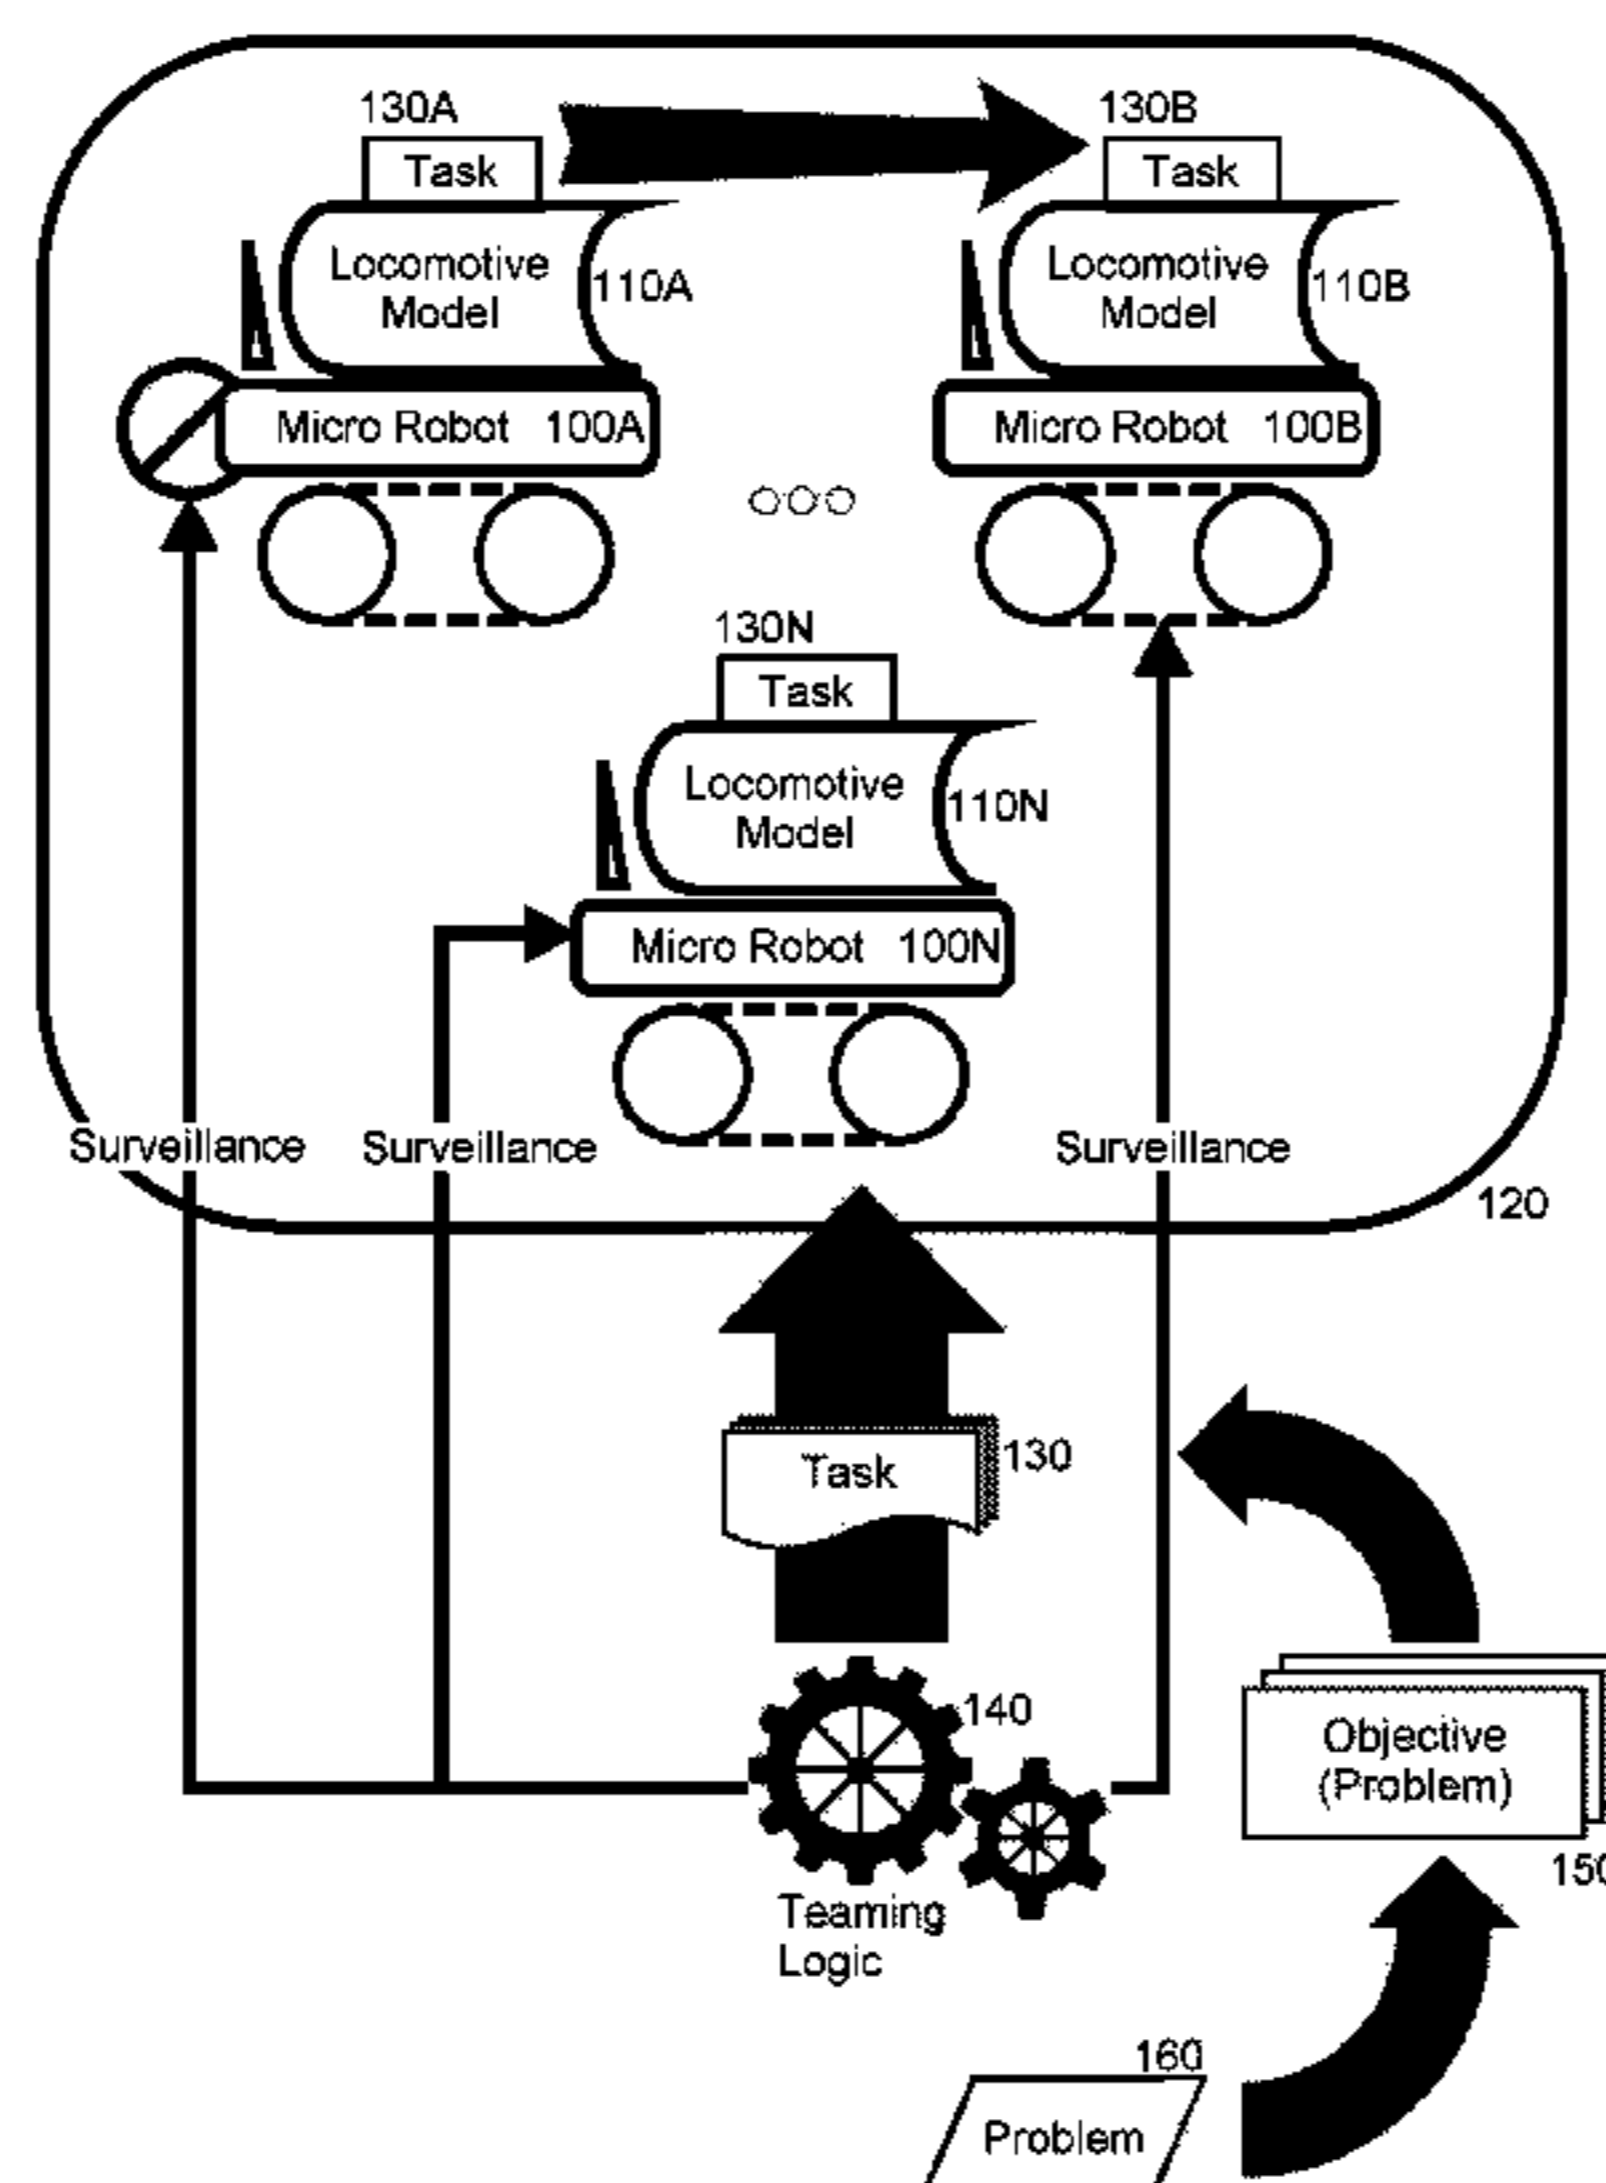 130A
130B
Task
Task
Locomotive
Model
110A
Locomotive
Model
110B
Micro Robot 100A
Micro Robot 100B
130N
Task
Locomotive
Model
110N
Micro Robot 100N
Surveillance
Surveillance
Surveillance
120
Task
130
140
Objective
(Problem)
150
Teaming
Logic
160
Problem